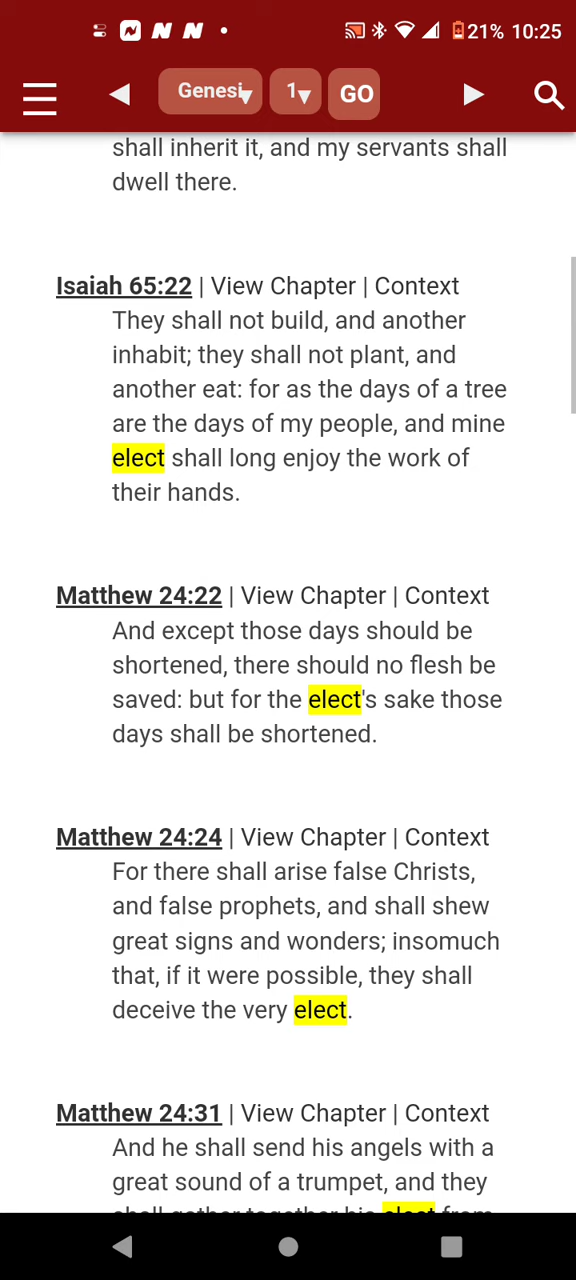 21% 10:25
Genesi 1 GO
shall inherit it, and my servants shall
dwell there.
Isaiah 65:22 | View Chapter | Context
They shall not build, and another
inhabit; they shall not plant, and
another eat: for as the days of a tree
are the days of my people, and mine
elect shall long enjoy the work of
their hands.
Matthew 24:22 | View Chapter | Context
And except those days should be
shortened, there should no flesh be
saved: but for the elect's sake those
days shall be shortened.
Matthew 24:24 | View Chapter | Context
For there shall arise false Christs,
and false prophets, and shall shew
great signs and wonders; insomuch
that, if it were possible, they shall
deceive the very elect.
Matthew 24:31 | View Chapter | Context
And he shall send his angels with a
great sound of a trumpet, and they
shall gather together his elect from